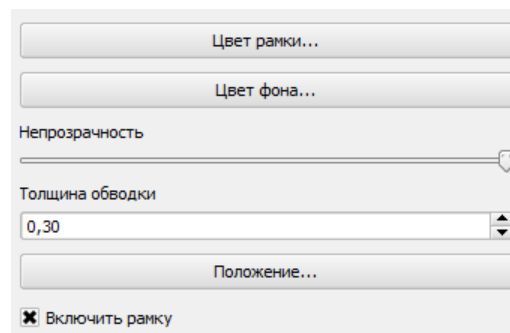 Цвет рамки...
Цвет фона...
Непрозрачность
Толщина обводки
0,30
Положение...
Включить рамку